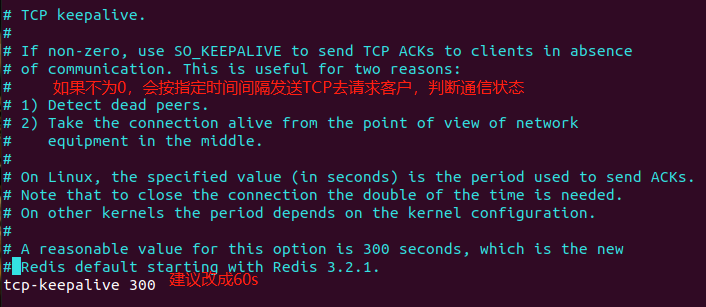 # TCP keepalive.
#
# If non-zero, use SO_KEEPALIVE to send TCP ACKs to clients in absence
# of communication. This is useful for two reasons:
#
如果不为0，会按指定时间间隔发送TCP去请求客户，判断通信状态
# 1) Detect dead peers.
# 2) Take the connection alive from the point of view of network
#    equipment in the middle.
#
# On Linux, the specified value (in seconds) is the period used to send ACKs.
# Note that to close the connection the double of the time is needed.
# On other kernels the period depends on the kernel configuration.
#
# A reasonable value for this option is 300 seconds, which is the new
# Redis default starting with Redis 3.2.1.
tcp-keepalive 300
建议改成60s